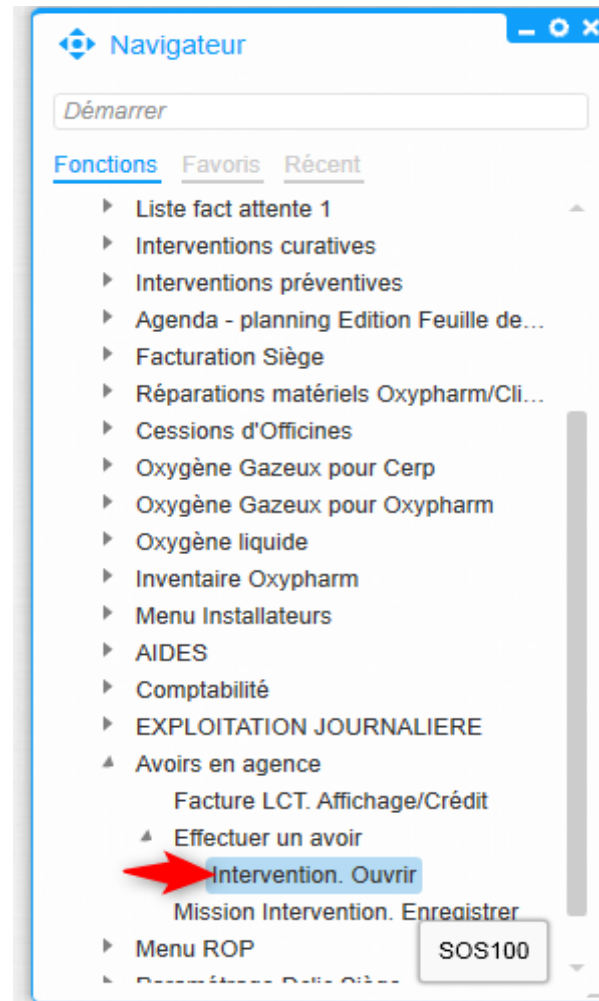 Navigateur
Démarrer
Fonctions Favoris Récent
Liste fact attente 1
Interventions curatives
Interventions préventives
Agenda - planning Edition Feuille de...
Facturation Siège
Réparations matériels Oxypharm/Cli...
Cessions d'Officines
Oxygène Gazeux pour Cerp
Oxygène Gazeux pour Oxypharm
Oxygène liquide
Inventaire Oxypharm
Menu Installateurs
AIDES
Comptabilité
EXPLOITATION JOURNALIERE
Avoirs en agence
Facture LCT. Affichage/Crédit
Effectuer un avoir
Intervention. Ouvrir
Mission Intervention. Enregistrer
Menu ROP
SOS100